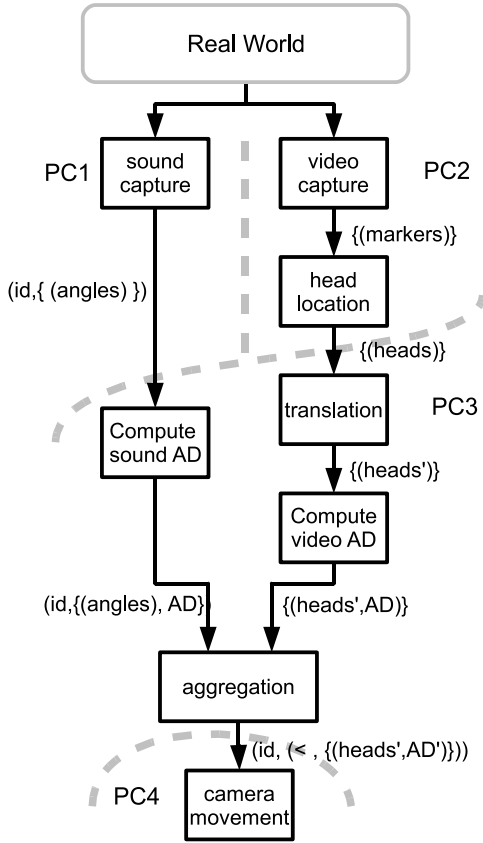 Real World
PC1
sound
capture
video
capture
PC2
{(markers)}
(id,{ (angles) })
head
location
{(heads)}
translation
PC3
Compute
sound AD
{(heads')}
Compute
video AD
(id,{(angles), AD})
{(heads',AD)}
aggregation
(id, (< , {(heads',AD')}))
PC4
camera
movement